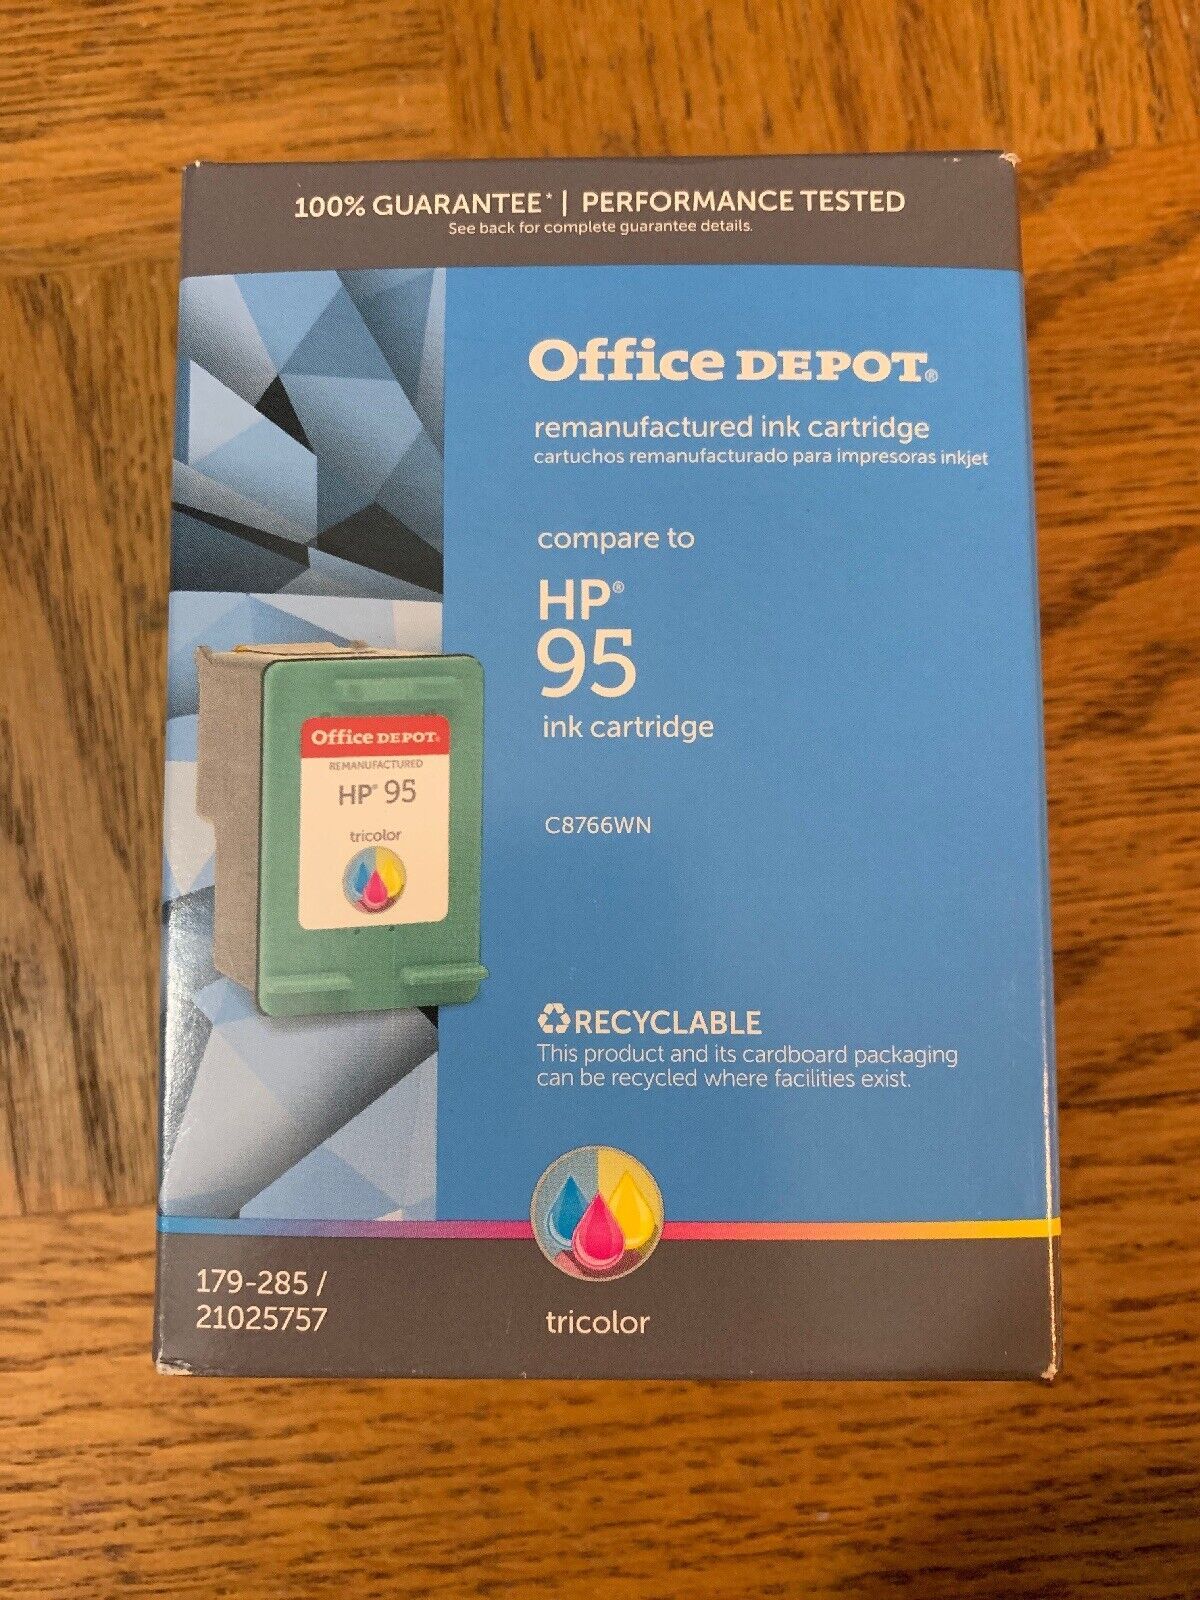 100% GUARANTEE* | PERFORMANCE TESTED
See back for complete guarantee details.
Office DEPOT®
remanufactured ink cartridge
cartuchos remanufacturado para impresoras inkjet
compare to
HP®
95
ink cartridge
C8766WN
Office DEPOT®
REMANUFACTURED
HP® 95
tricolor
RECYCLABLE
This product and its cardboard packaging
can be recycled where facilities exist.
179-285 /
21025757
tricolor